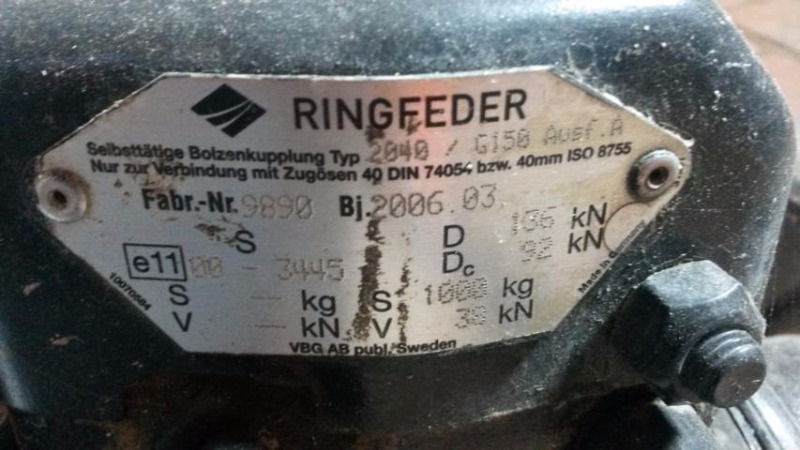 RINGFEDER
Selbsttätige Bolzenkupplung Typ 2040 / G150 Ausf. A
Nur zur Verbindung mit Zugösen 40 DIN 74054 bzw. 40mm ISO 8755
Fabr.-Nr. 9890 Bj. 2006.03
S D kN
e11 00 - 3445 Dc 92 kN
S — kg S 1000 kg
V — kN V kN
10070584
VBG AB publ. Sweden
Made in Germany